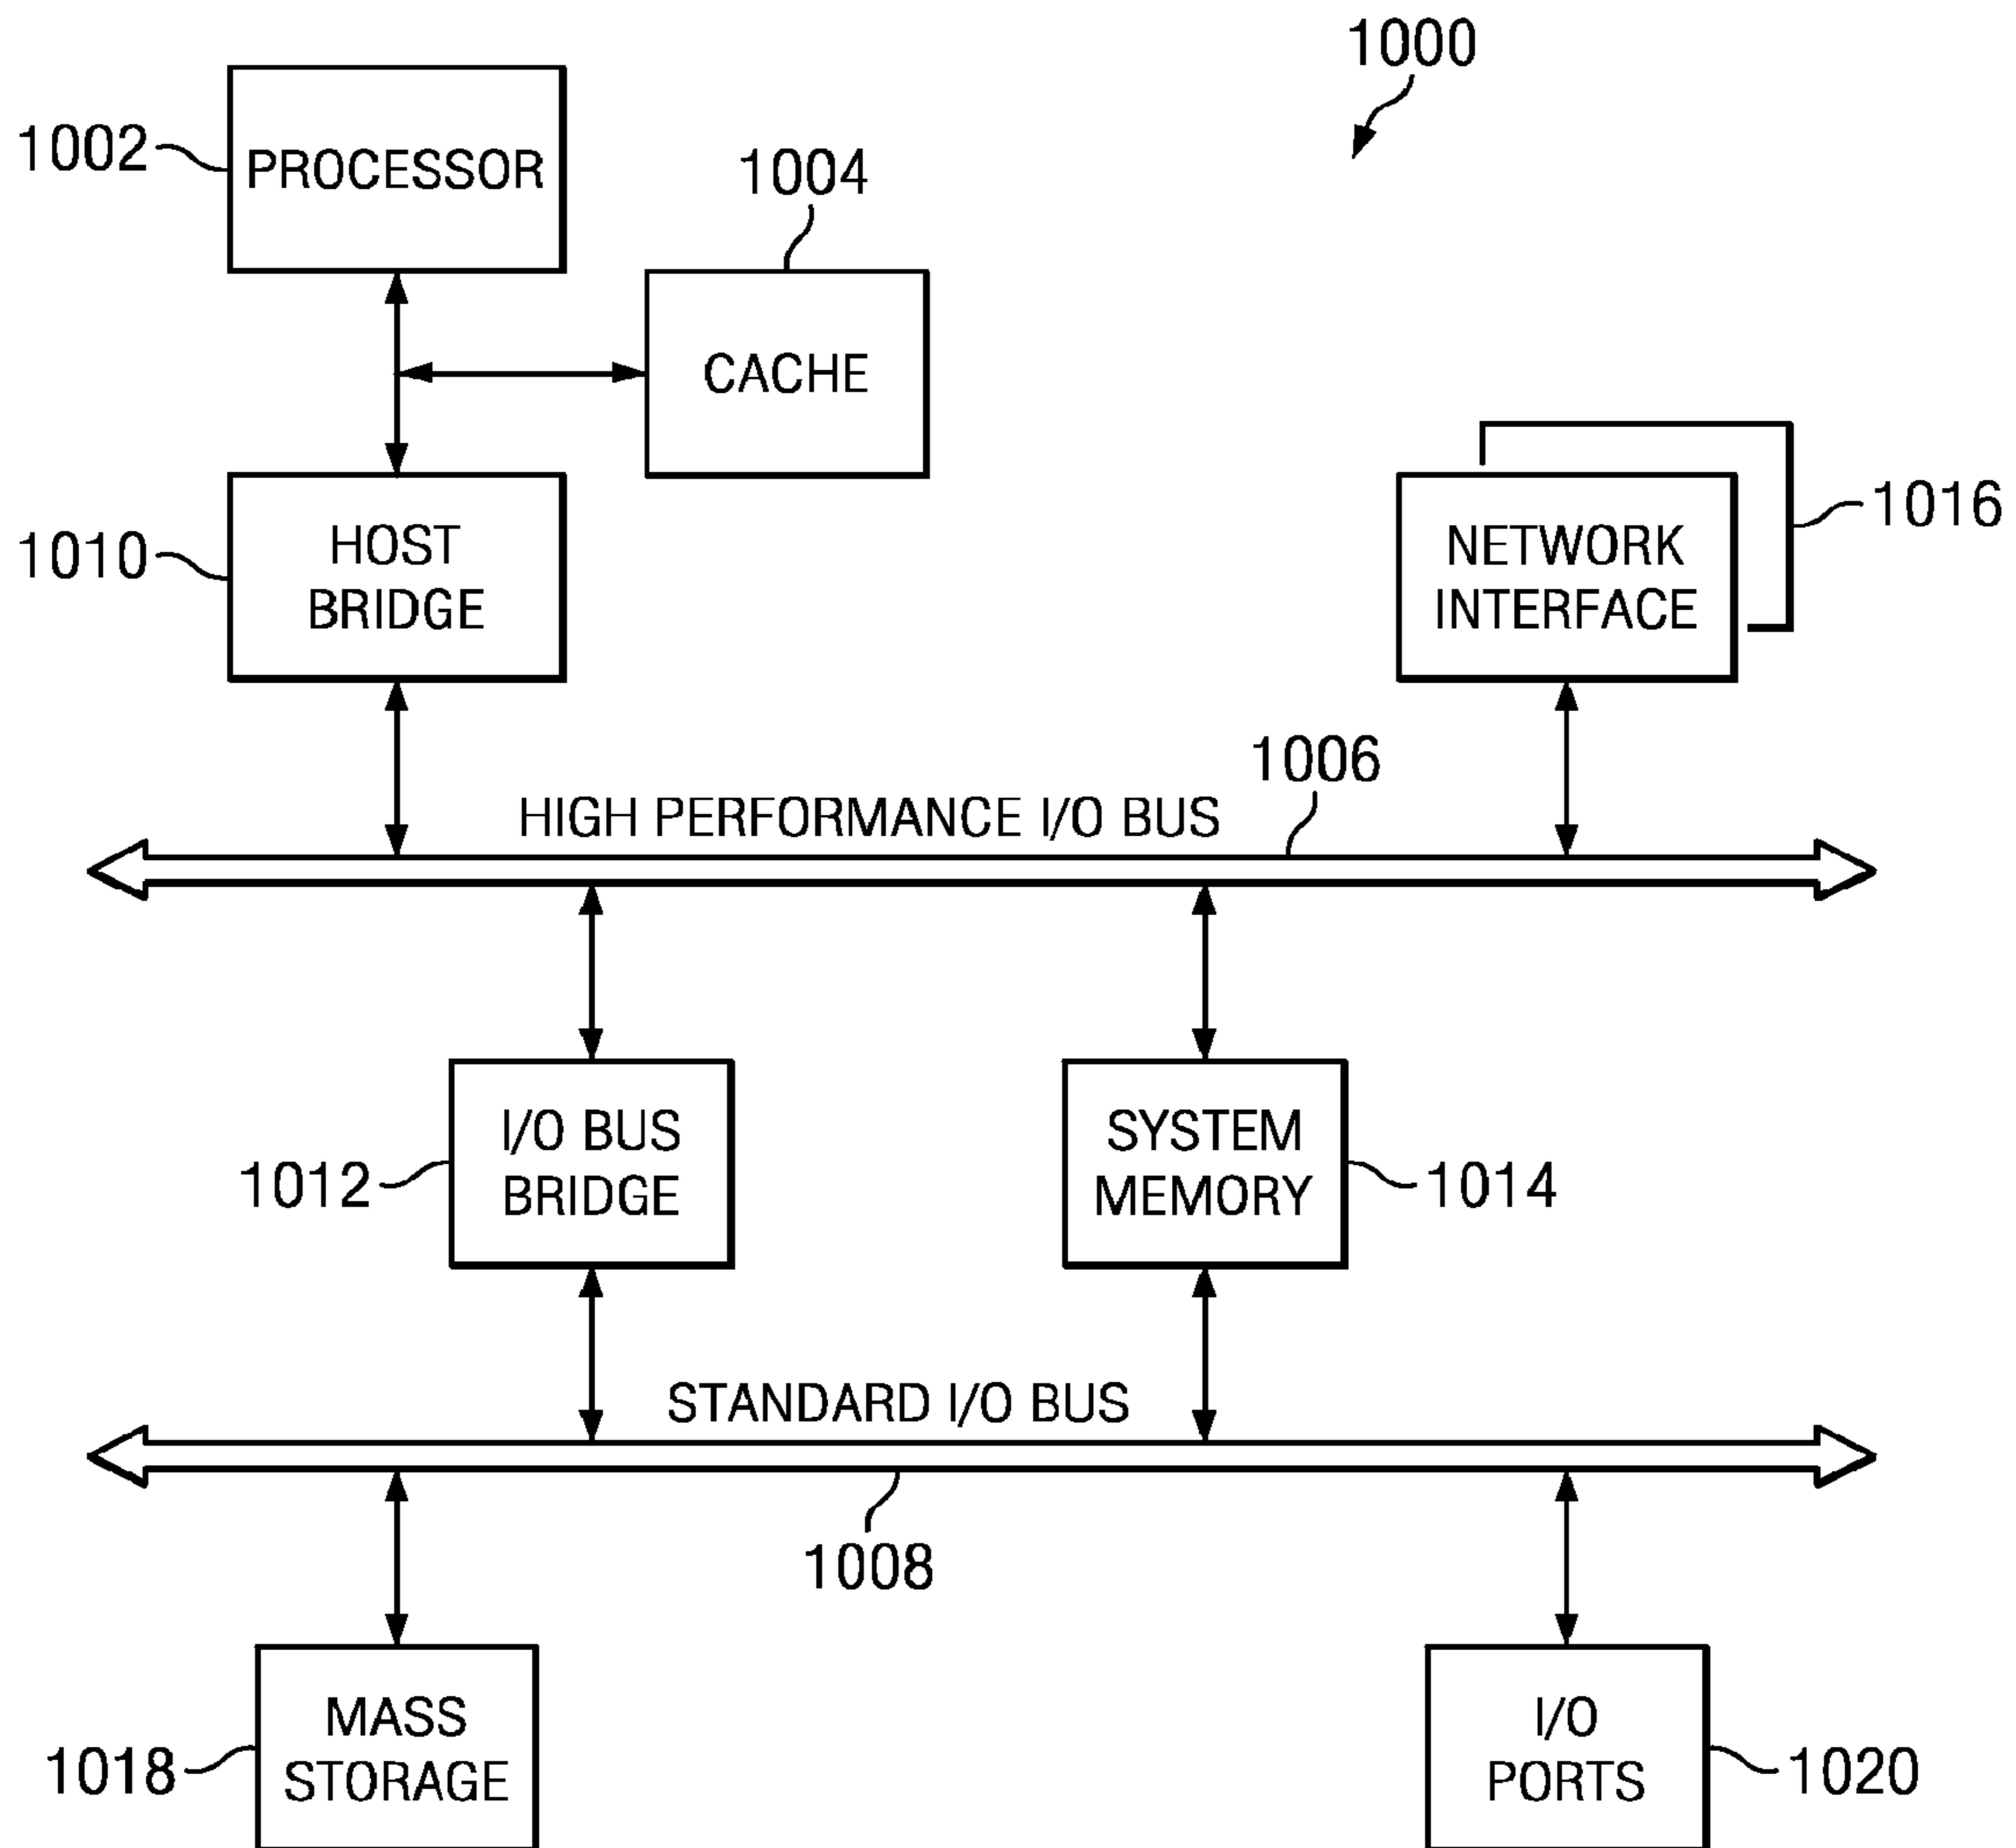 1000
1002
PROCESSOR
1004
CACHE
1010
HOST
BRIDGE
NETWORK
INTERFACE
1016
1006
HIGH PERFORMANCE I/O BUS
I/O BUS
BRIDGE
1012
SYSTEM
MEMORY
1014
STANDARD I/O BUS
1008
MASS
STORAGE
1018
I/O
PORTS
1020